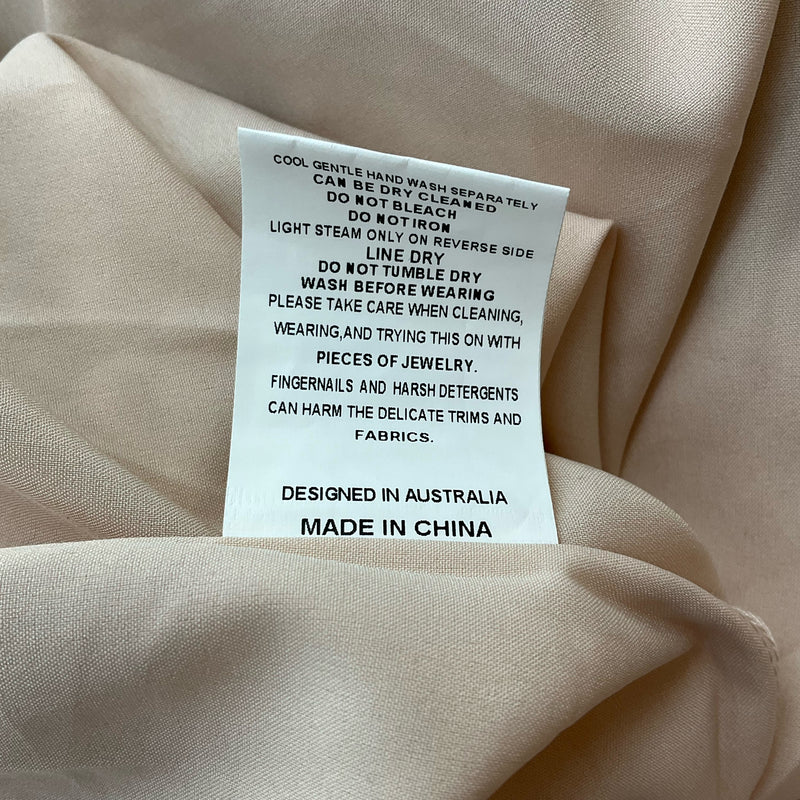 COOL GENTLE HAND WASH SEPARATELY
CAN BE DRY CLEANED
DO NOT BLEACH
DO NOT IRON
LIGHT STEAM ONLY ON REVERSE SIDE
LINE DRY
DO NOT TUMBLE DRY
WASH BEFORE WEARING
PLEASE TAKE CARE WHEN CLEANING,
WEARING,AND TRYING THIS ON WITH
PIECES OF JEWELRY.
FINGERNAILS AND HARSH DETERGENTS
CAN HARM THE DELICATE TRIMS AND
FABRICS.
DESIGNED IN AUSTRALIA
MADE IN CHINA